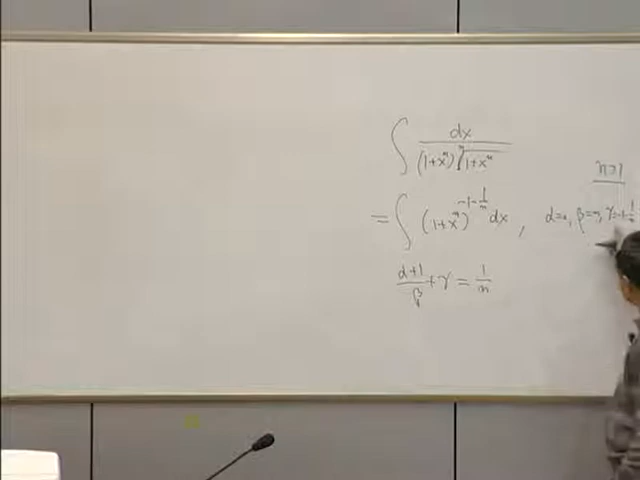 ∫ dx / (1+x^n) ⁿ√(1+x^n)
n≥1
= ∫ (1+x^n)^{-1-1/n} dx , α=0, β=n, γ=-1-1/n
(α+1)/β + γ = 1/n